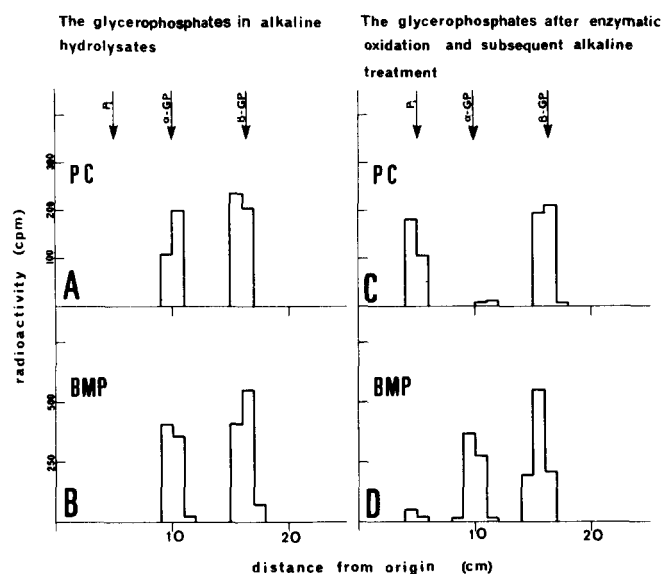 The glycerophosphates in alkaline
hydrolysates
The glycerophosphates after enzymatic
oxidation and subsequent alkaline
treatment
Pi
α-GP
β-GP
Pi
α-GP
β-GP
radioactivity (cpm)
300
200
100
PC
A
PC
C
500
250
BMP
B
BMP
D
10
20
10
20
distance from origin (cm)